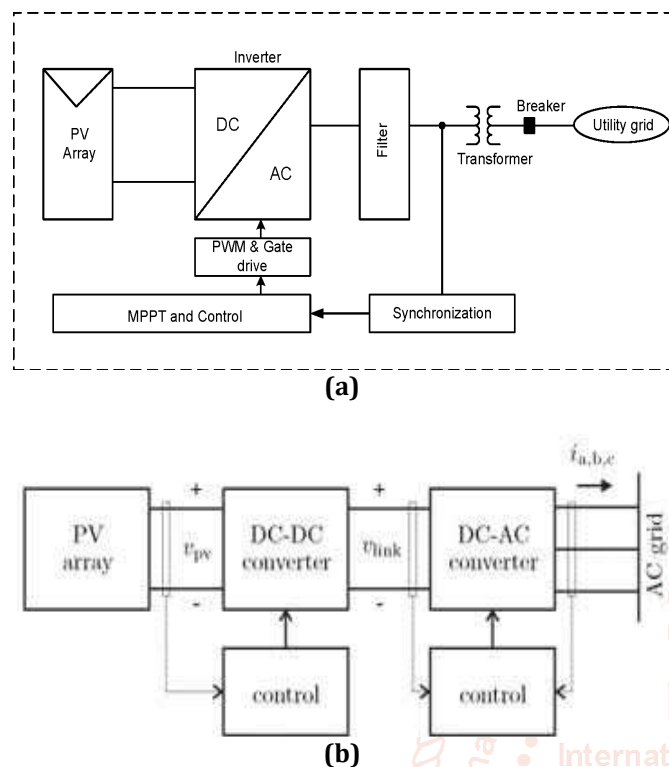 Inverter
PV
Array
DC
AC
Filter
Transformer
Breaker
Utility grid
PWM & Gate
drive
MPPT and Control
Synchronization
(a)
PV
array
+
v_pv
-
DC-DC
converter
+
v_link
-
DC-AC
converter
i_a,b,c
AC grid
control
control
(b)
Internat